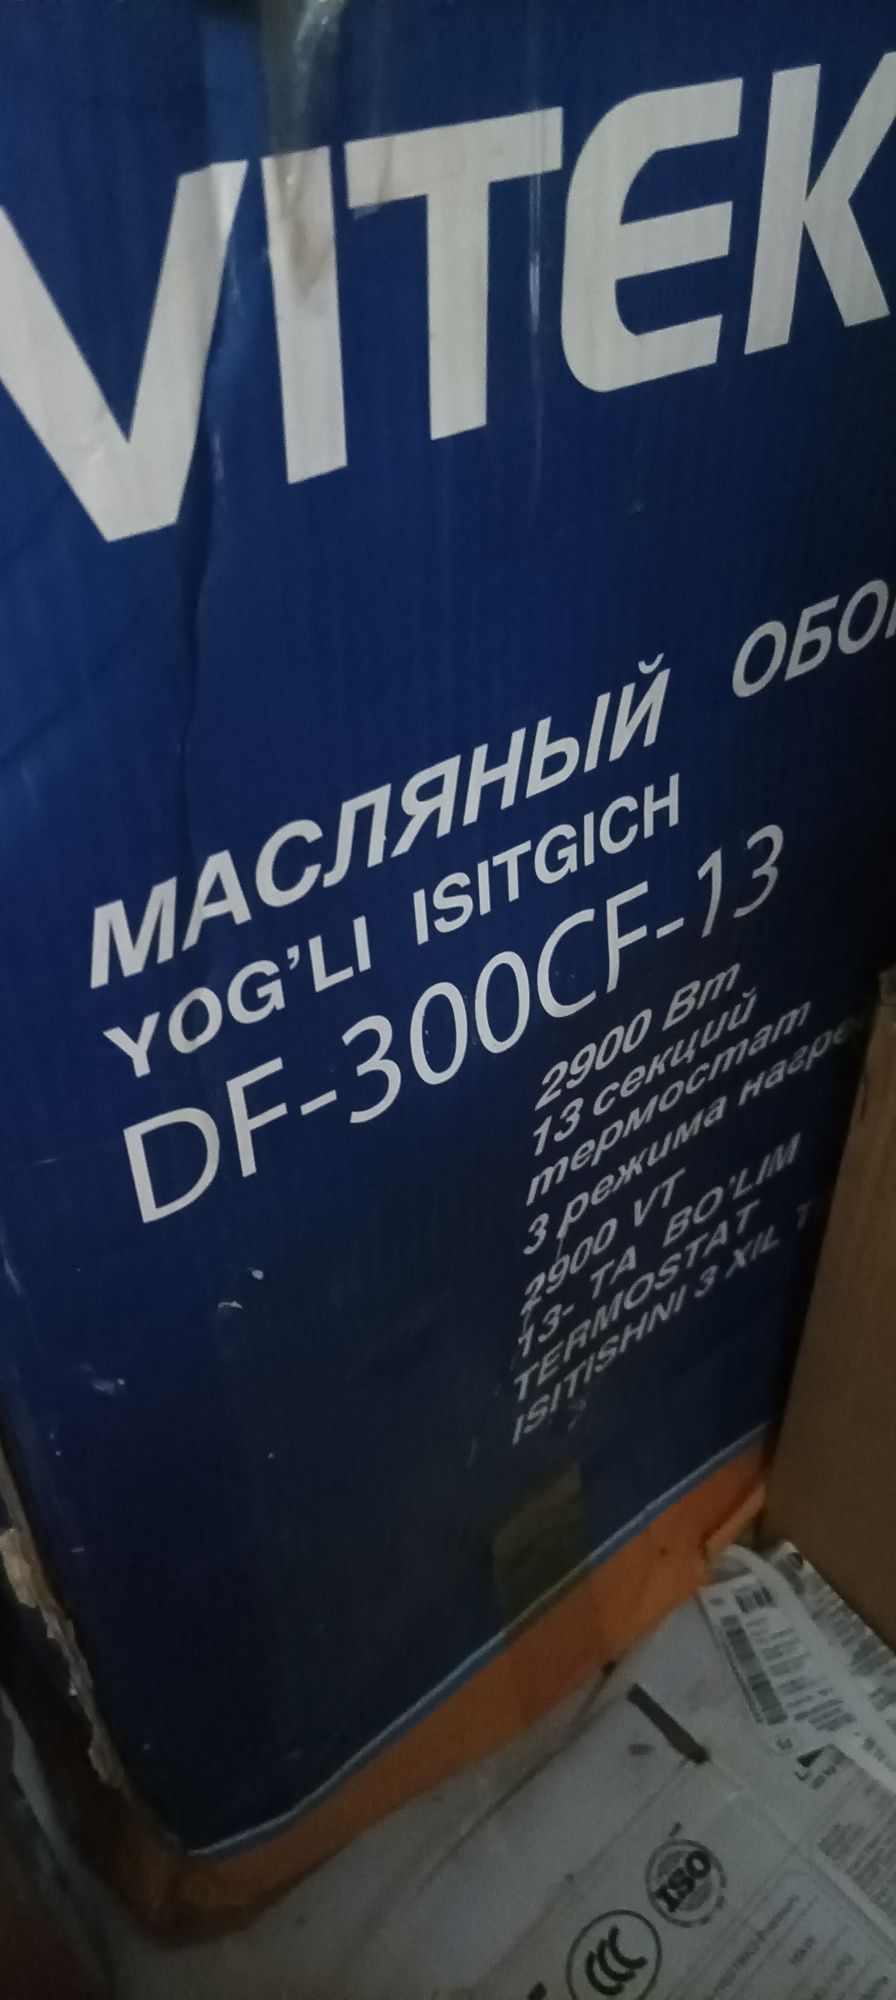 VITEK
МАСЛЯНЫЙ
YOG'LI ISITGICH
DF-300CF-13
2900 Вт
13 секций
термостат
3 режима
2900 VT
13- TA BO'LIM
TERMOSTAT
ISITISHNI 3 XIL
ISO